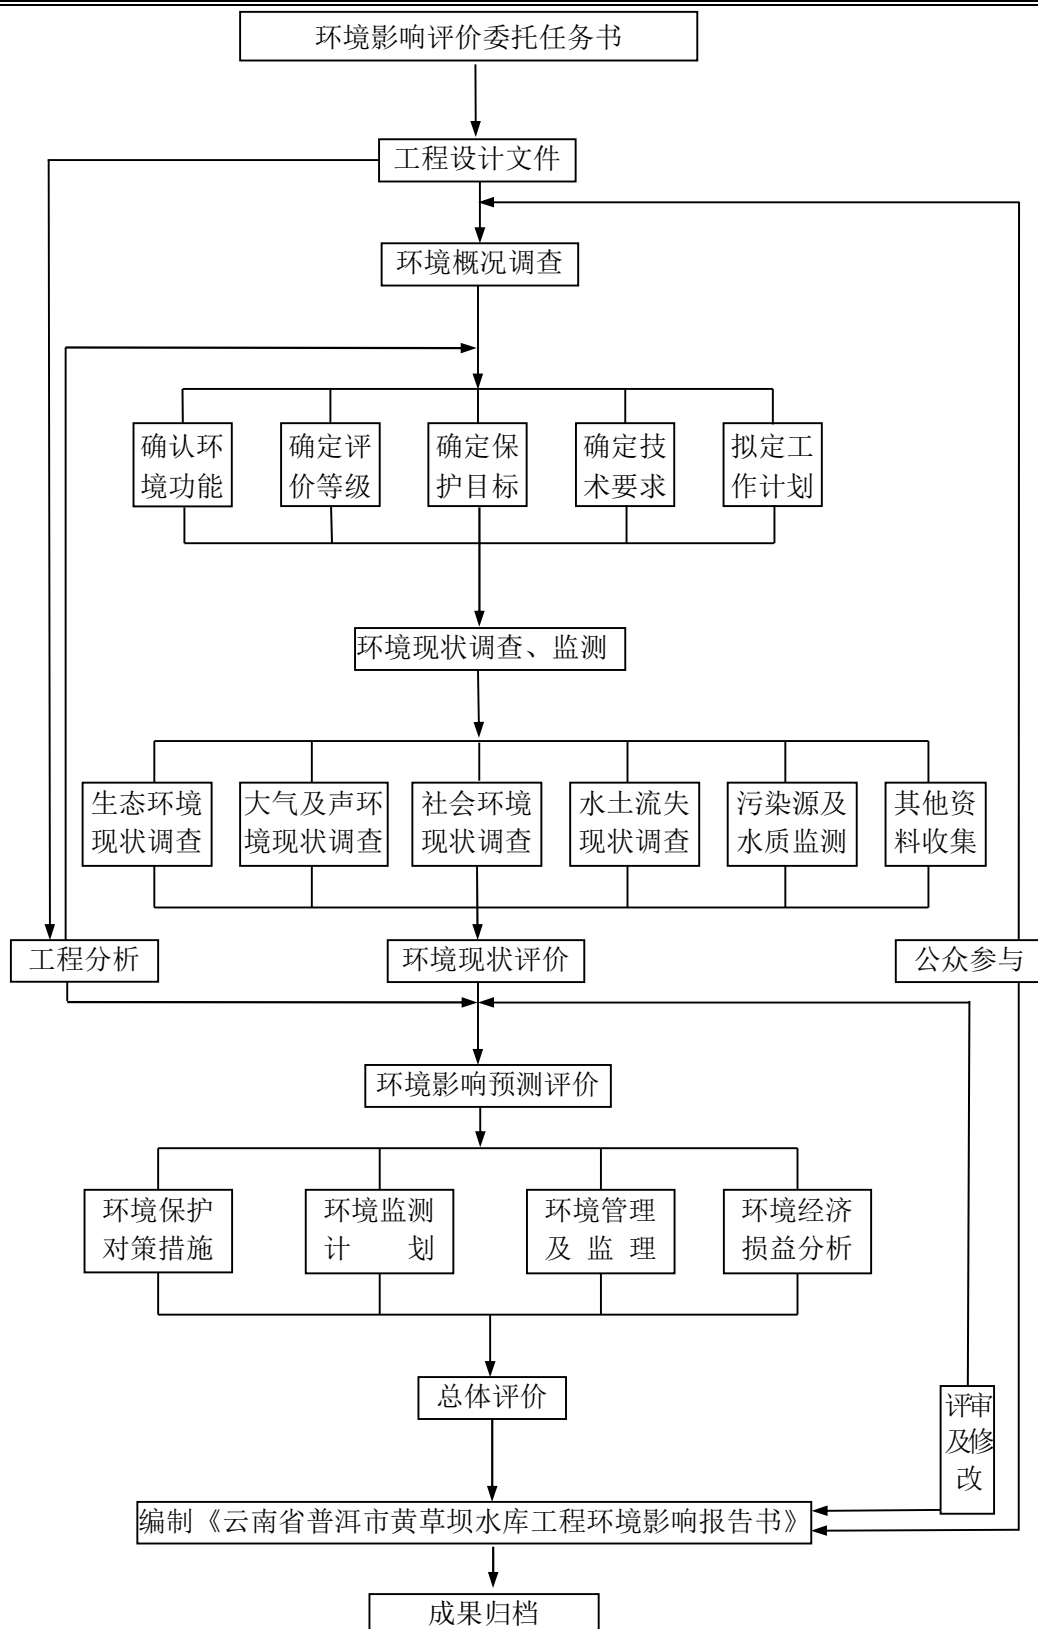 环境影响评价委托任务书
工程设计文件
环境概况调查
确认环
境功能
确定评
价等级
确定保
护目标
确定技
术要求
拟定工
作计划
环境现状调查、监测
生态环境
现状调查
大气及声环
境现状调查
社会环境
现状调查
水土流失
现状调查
污染源及
水质监测
其他资
料收集
工程分析
环境现状评价
公众参与
环境影响预测评价
环境保护
对策措施
环境监测
计 划
环境管理
及 监 理
环境经济
损益分析
总体评价
评审
及修
改
编制《云南省普洱市黄草坝水库工程环境影响报告书》
成果归档